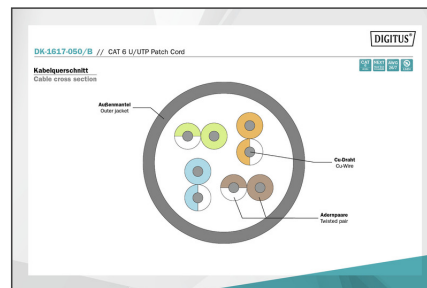 DIGITUS®
DK-1617-050/B // CAT 6 U/UTP Patch Cord
Kabelquerschnitt
Cable cross section
Außenmantel
Outer jacket
Cu-Draht
Cu-Wire
Adernpaare
Twisted pair